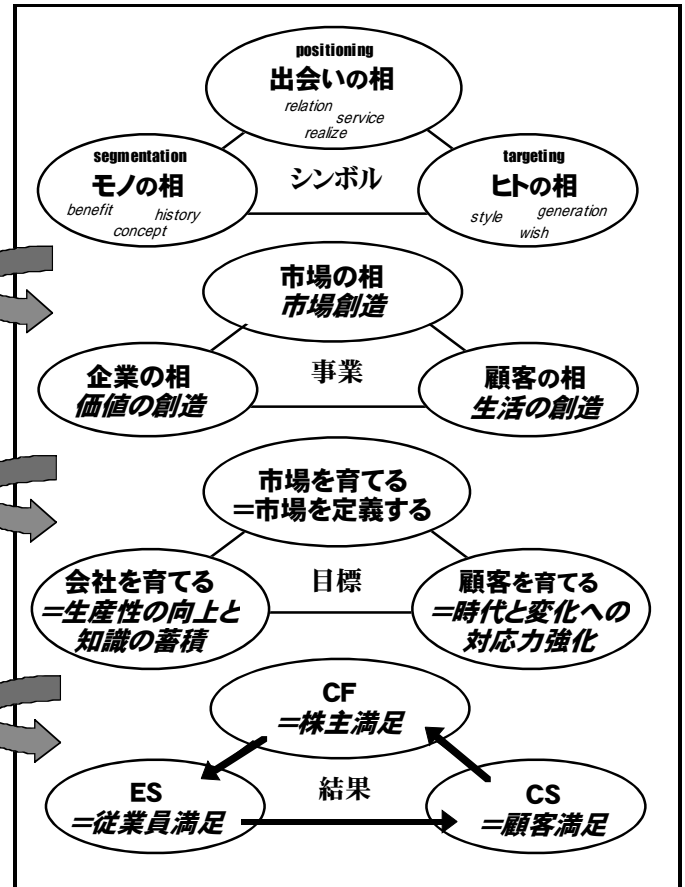 positioning
出会いの相
relation
service
realize
segmentation
モノの相
benefit
history
concept
シンボル
targeting
ヒトの相
style
generation
wish
市場の相
市場創造
企業の相
価値の創造
事業
顧客の相
生活の創造
市場を育てる
＝市場を定義する
会社を育てる
＝生産性の向上と
知識の蓄積
目標
顧客を育てる
＝時代と変化への
対応力強化
CF
＝株主満足
ES
＝従業員満足
結果
CS
＝顧客満足